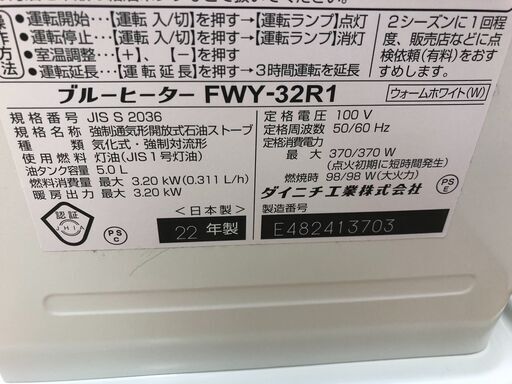 ●運転開始…【運転 入/切】を押す→【運転ランプ】点灯
●運転停止…【運転 入/切】を押す→【運転ランプ】消灯
●室温調整…【+】、【-】を押す
●運転延長…【運転延長】を押す→3時間運転を延長
作
方
法
2シーズンに1回程
度、販売店などに点
検依頼(有料)をおす
すめします。
ブルーヒーター FWY-32R1
ウォームホワイト(W)
規格番号 JIS S 2036
規格名 強制通気形開放式石油ストーブ
種類 気化式・強制対流形
使用燃料 灯油(JIS1号灯油)
油タンク容量 5.0 L
燃料消費量 最大 3.20 kW(0.311 L/h)
暖房出力 最大 3.20 kW
定格電圧 100 V
定格周波数 50/60 Hz
定格消費電力
最大 370/370 W
(点火初期に短時間発生)
燃焼時 98/98 W(大火力)
ダイニチ工業株式会社
認証
JHIA
PS
C
<日本製>
22 年製
PS
E
製造番号
E482413703